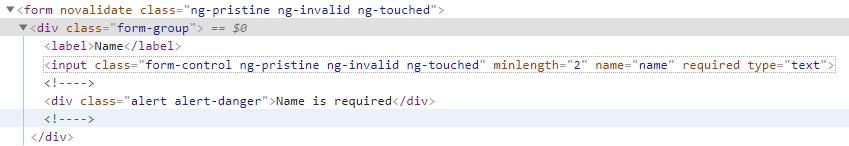 ▼<form novalidate class="ng-pristine ng-invalid ng-touched">
▼<div class="form-group"> == $0
<label>Name</label>
<input class="form-control ng-pristine ng-invalid ng-touched" minlength="2" name="name" required type="text">
<!---->
<div class="alert alert-danger">Name is required</div>
<!---->
</div>